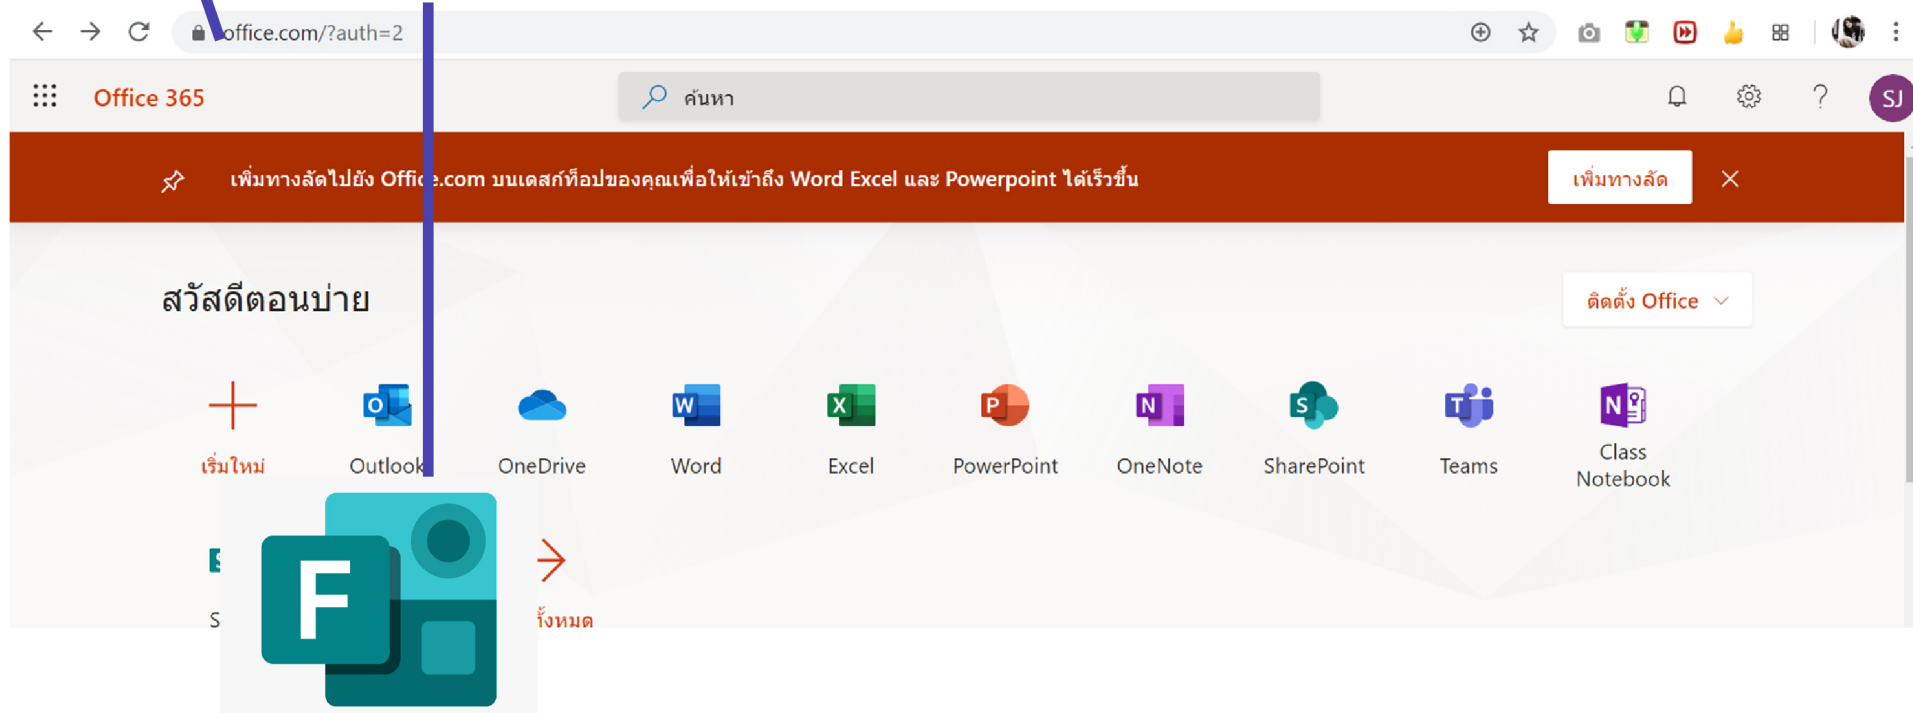 office.com/?auth=2
Office 365
ค้นหา
SJ
เพิ่มทางลัดไปยัง Office.com บนเดสก์ท็อปของคุณเพื่อให้เข้าถึง Word Excel และ Powerpoint ได้เร็วขึ้น
เพิ่มทางลัด
สวัสดีตอนบ่าย
ติดตั้ง Office
เริ่มใหม่
Outlook
OneDrive
Word
Excel
PowerPoint
OneNote
SharePoint
Teams
Class
Notebook
F